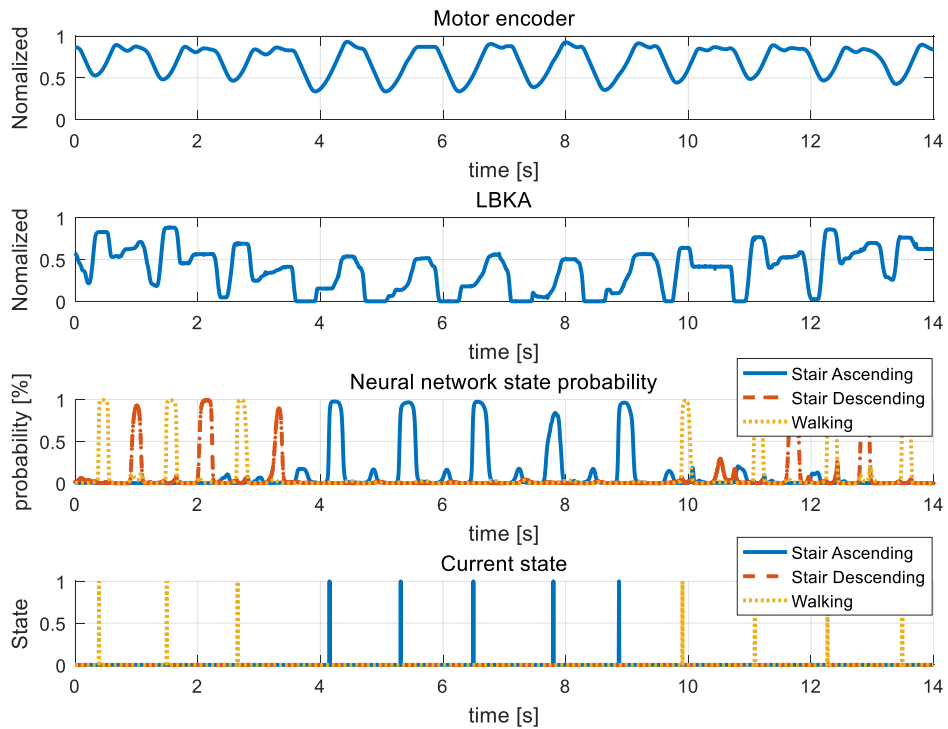 Motor encoder
Nomalized
1
0.5
0
0 2 4 6 8 10 12 14
time [s]
LBKA
Nomalized
1
0.5
0
0 2 4 6 8 10 12 14
time [s]
Neural network state probability
probability [%]
1
0.5
0
Stair Ascending
Stair Descending
Walking
0 2 4 6 8 10 12 14
time [s]
Current state
State
1
0.5
0
Stair Ascending
Stair Descending
Walking
0 2 4 6 8 10 12 14
time [s]